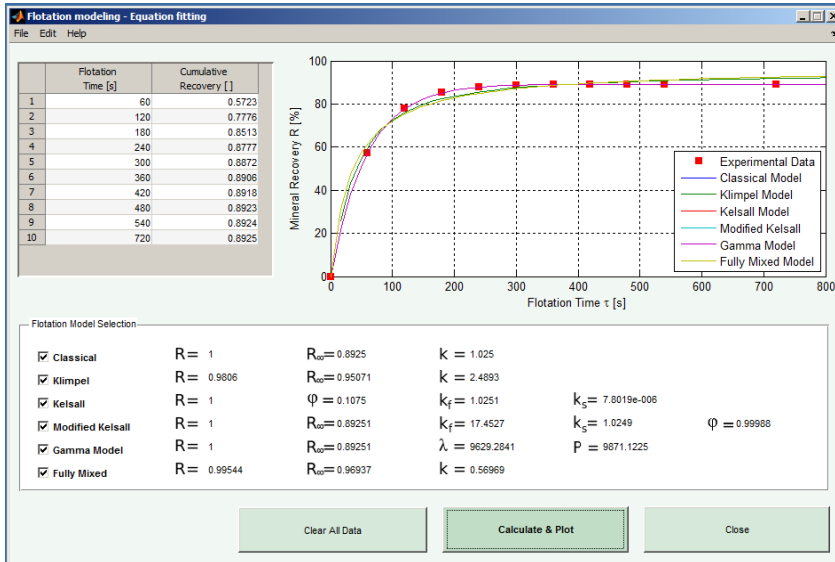 Flotation modeling - Equation fitting
File Edit Help
Flotation Time [s] Cumulative Recovery [ ]
1 60 0.5723
2 120 0.7776
3 180 0.8513
4 240 0.8777
5 300 0.8872
6 360 0.8906
7 420 0.8918
8 480 0.8923
9 540 0.8924
10 720 0.8925
Mineral Recovery R [%]
100
80
60
40
20
0
0 100 200 300 400 500 600 700 800
Flotation Time τ [s]
Experimental Data
Classical Model
Klimpel Model
Kelsall Model
Modified Kelsall
Gamma Model
Fully Mixed Model
Flotation Model Selection
Classical R= 1 R∞= 0.8925 k = 1.025
Klimpel R= 0.9806 R∞= 0.95071 k = 2.4893
Kelsall R= 1 φ= 0.1075 kf= 1.0251 ks= 7.8019e-006
Modified Kelsall R= 1 R∞= 0.89251 kf= 17.4527 ks= 1.0249 φ= 0.99988
Gamma Model R= 1 R∞= 0.89251 λ = 9629.2841 P = 9871.1225
Fully Mixed R= 0.99544 R∞= 0.96937 k = 0.56969
Clear All Data Calculate & Plot Close